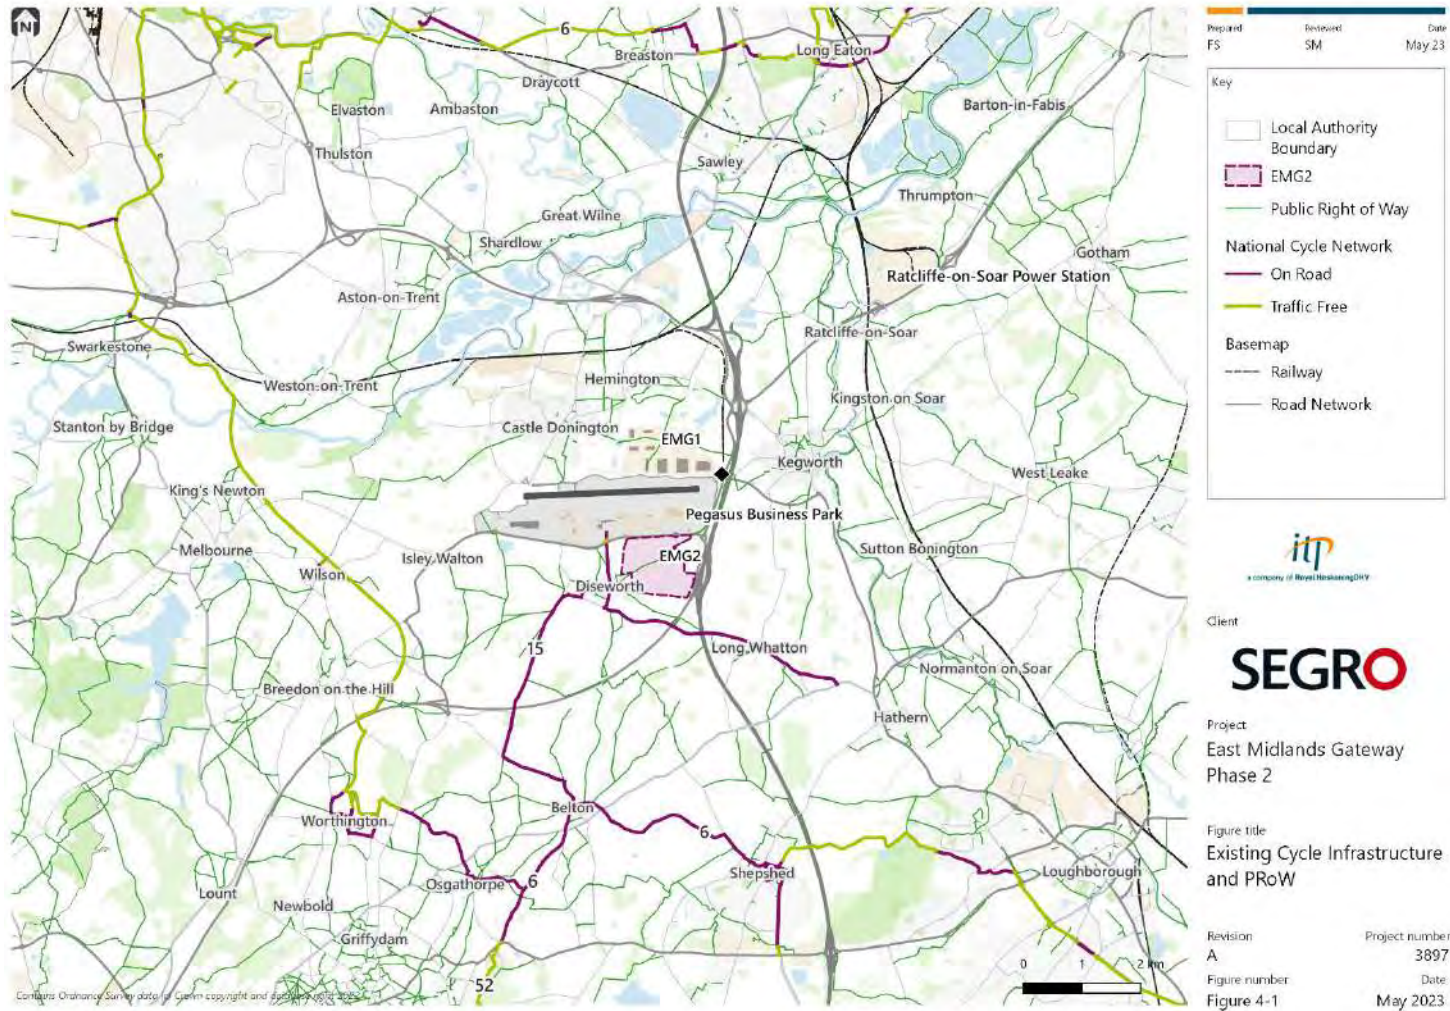 N
6
Breaston
Long Eaton
Draycott
Elvaston
Ambaston
Barton-in-Fabis
Thulston
Sawley
Thrumpton
Great Wilne
Shardlow
Gotham
Ratcliffe-on-Soar Power Station
Aston-on-Trent
Ratcliffe-on-Soar
Swarkestone
Weston-on-Trent
Hemington
Kingston on Soar
Stanton by Bridge
Castle Donington
EMG1
Kegworth
West Leake
King's Newton
Pegasus Business Park
Melbourne
Isley Walton
EMG2
Sutton Bonington
Wilson
Diseworth
15
Long Whatton
Normanton on Soar
Breedon on the Hill
Hathern
Belton
Worthington
6
Shepshed
Loughborough
Osgathorpe
6
Lount
Newbold
Griffydam
52
0 1 2 km
Prepared Reviewed Date
FS SM May 23
Key
Local Authority
Boundary
EMG2
Public Right of Way
National Cycle Network
On Road
Traffic Free
Basemap
Railway
Road Network
itp
a company of Royal HaskoningDHV
Client
SEGRO
Project
East Midlands Gateway
Phase 2
Figure title
Existing Cycle Infrastructure
and PRoW
Revision Project number
A 3897
Figure number Date
Figure 4-1 May 2023